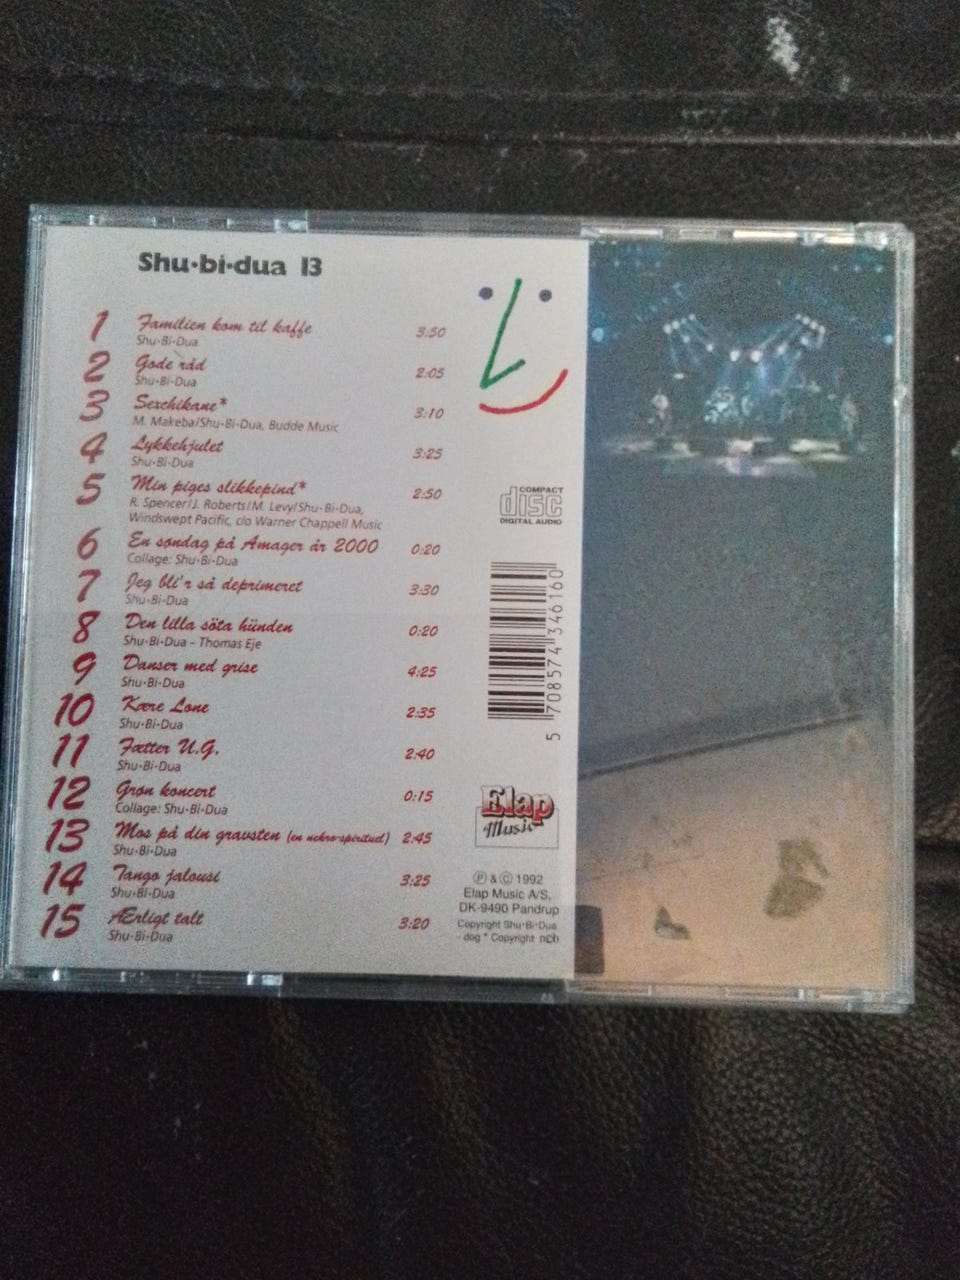 Shu·bi·dua 13
1 Familien kom til kaffe 3:50
Shu·Bi·Dua
2 Gode råd 2:05
Shu·Bi·Dua
3 Sexchikane* 3:10
M. Makeba/Shu·Bi·Dua, Budde Music
4 Lykkehjulet 3:25
Shu·Bi·Dua
5 Min piges slikkepind* 2:50
R. Spencer/J. Roberts/M. Levy/Shu·Bi·Dua,
Windswept Pacific, c/o Warner Chappell Music
6 En søndag på Amager år 2000 0:20
Collage: Shu·Bi·Dua
7 Jeg bli'r så deprimeret 3:30
Shu·Bi·Dua
8 Den lilla söta hünden 0:20
Shu·Bi·Dua - Thomas Eje
9 Danser med grise 4:25
Shu·Bi·Dua
10 Kære Lone 2:35
Shu·Bi·Dua
11 Fætter U.G. 2:40
Shu·Bi·Dua
12 Grøn koncert 0:15
Collage: Shu·Bi·Dua
13 Mos på din gravsten (en nekro-spirituel) 2:45
Shu·Bi·Dua
14 Tango jalousi 3:25
Shu·Bi·Dua
15 Ærligt talt 3:20
Shu·Bi·Dua
COMPACT
disc
DIGITAL AUDIO
5 708574 346160
Elap
Music
Ⓟ & © 1992
Elap Music A/S,
DK-9490 Pandrup
Copyright Shu·Bi·Dua
- dog * Copyright ncb